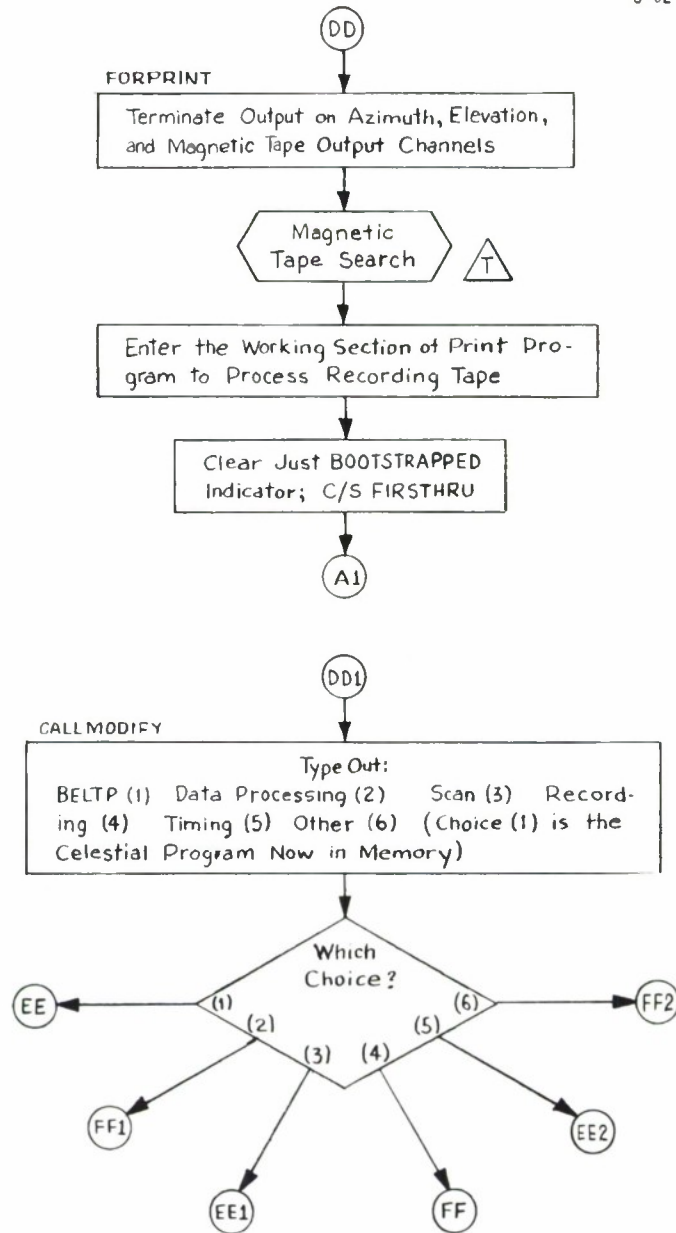 DD
FORPRINT
Terminate Output on Azimuth, Elevation,
and Magnetic Tape Output Channels
Magnetic
Tape Search
T
Enter the Working Section of Print Pro-
gram to Process Recording Tape
Clear Just BOOTSTRAPPED
Indicator; C/S FIRSTHRU
A1
DD1
CALLMODIFY
Type Out:
BELTP (1) Data Processing (2) Scan (3) Record-
ing (4) Timing (5) Other (6) (Choice (1) is the
Celestial Program Now in Memory)
Which
Choice?
EE
(1)
(6)
FF2
(2)
(5)
(3)
(4)
FF1
EE2
EE1
FF